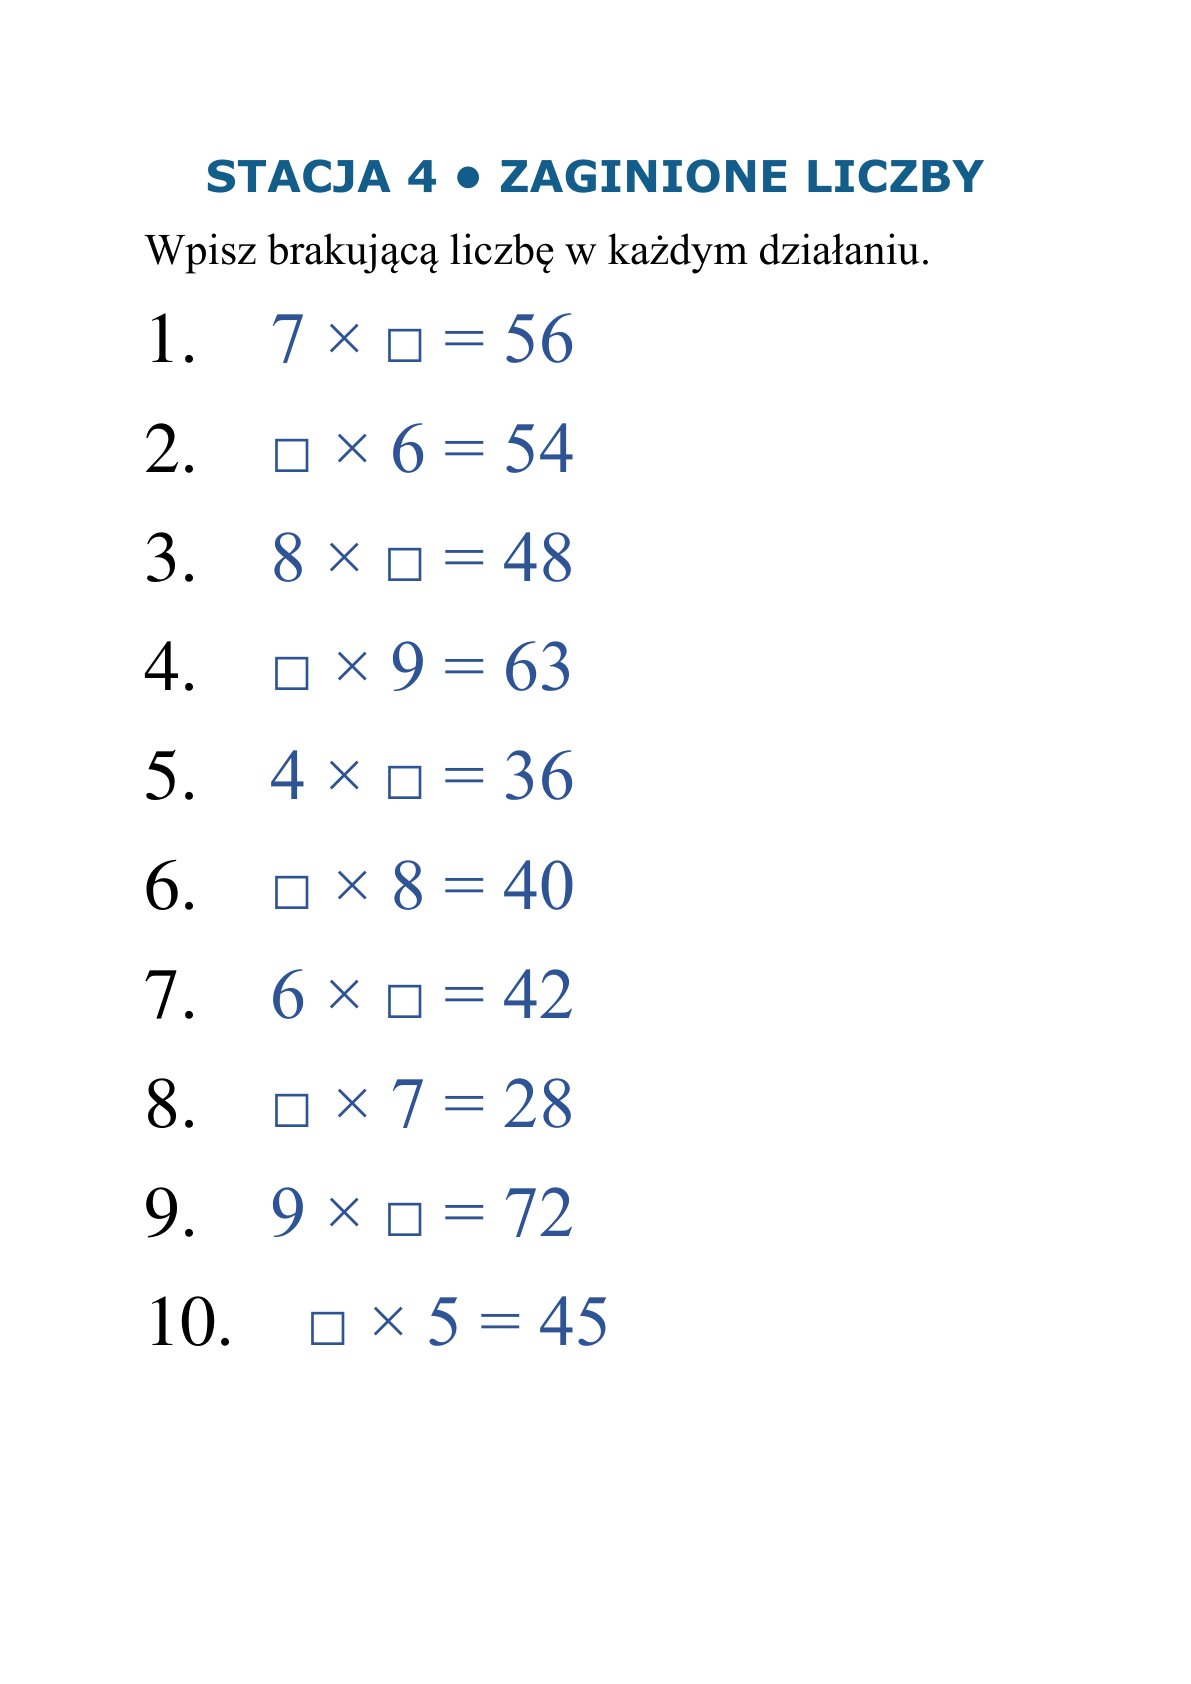 STACJA 4 ● ZAGINIONE LICZBY
Wpisz brakującą liczbę w każdym działaniu.
1. 7 × □ = 56
2. □ × 6 = 54
3. 8 × □ = 48
4. □ × 9 = 63
5. 4 × □ = 36
6. □ × 8 = 40
7. 6 × □ = 42
8. □ × 7 = 28
9. 9 × □ = 72
10. □ × 5 = 45